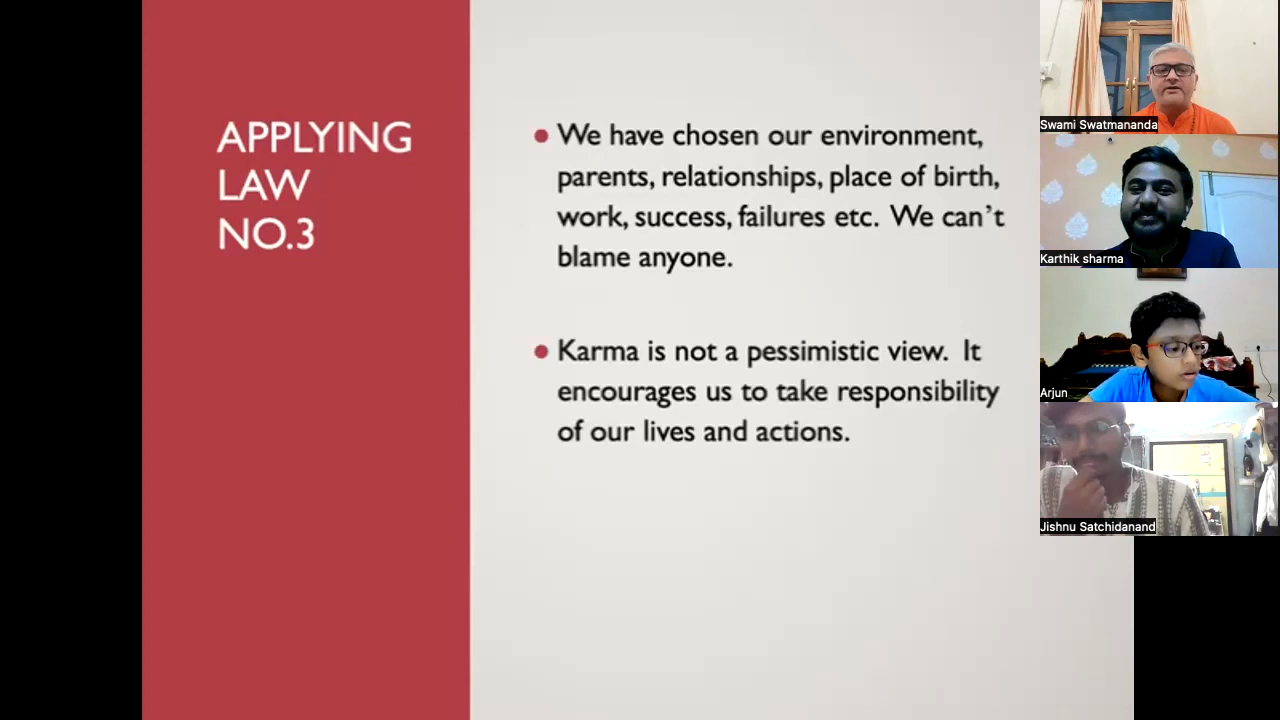 APPLYING
LAW
NO.3
• We have chosen our environment,
parents, relationships, place of birth,
work, success, failures etc. We can't
blame anyone.
• Karma is not a pessimistic view. It
encourages us to take responsibility
of our lives and actions.
Swami Swatmananda
Karthik sharma
Arjun
Jishnu Satchidanand